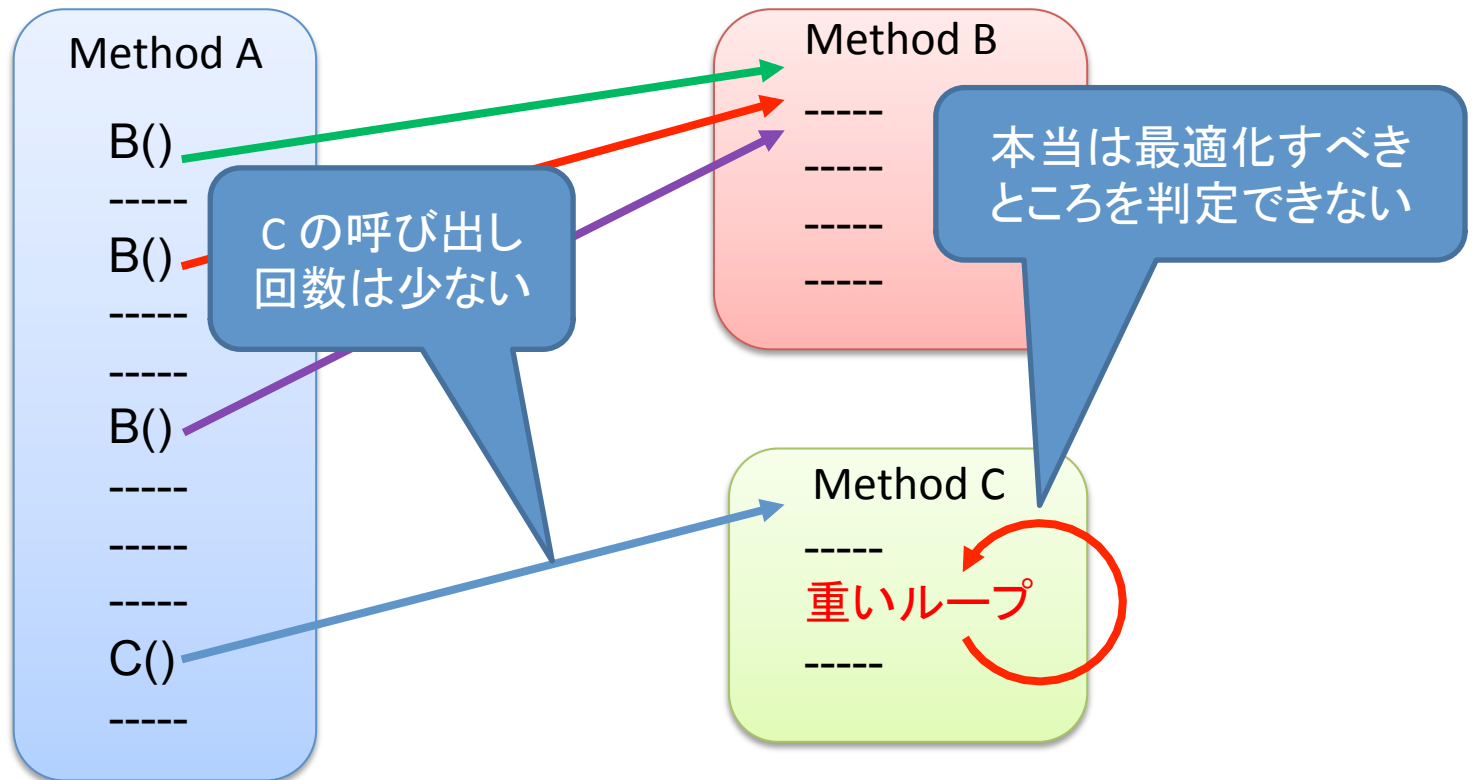 Method A
B()
-----
B()
-----
-----
B()
-----
-----
-----
C()
-----
C の呼び出し
回数は少ない
Method B
-----
-----
-----
-----
本当は最適化すべき
ところを判定できない
Method C
-----
重いループ
-----